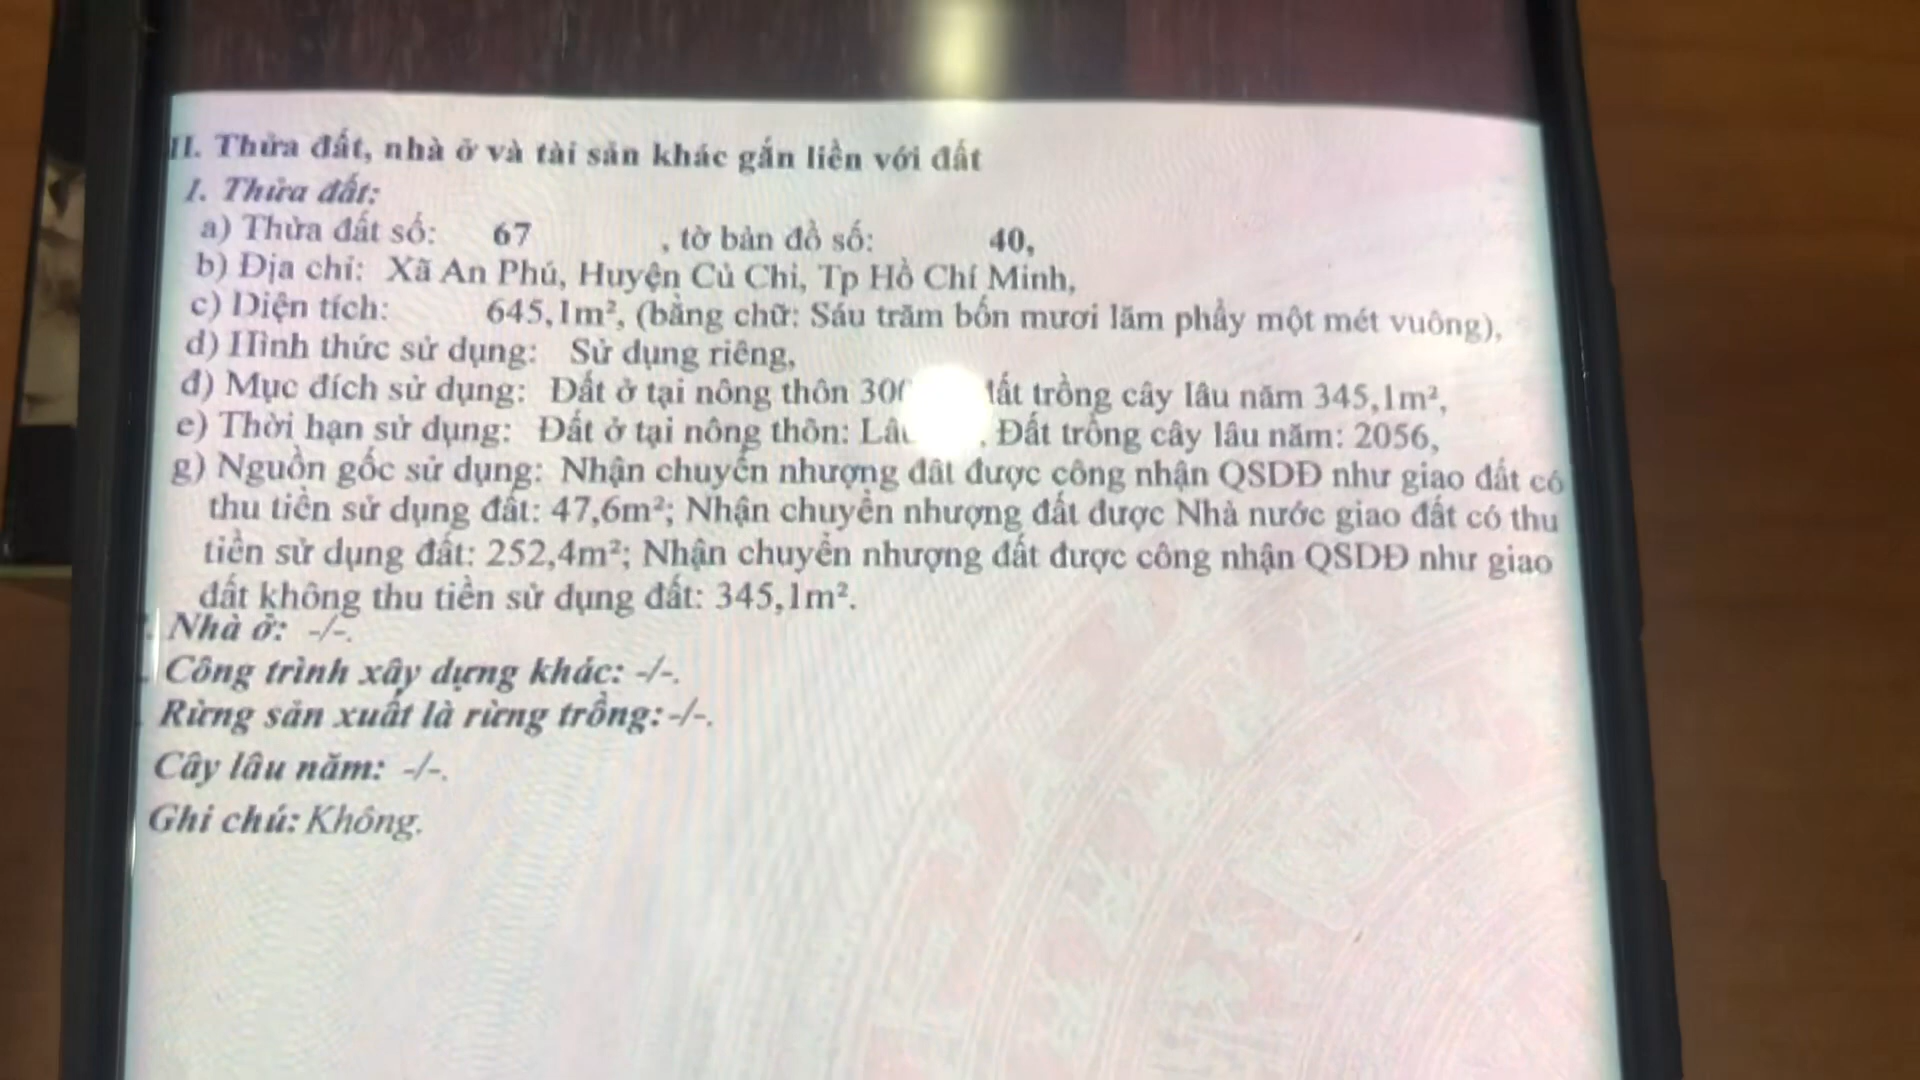 II. Thửa đất, nhà ở và tài sản khác gắn liền với đất
1. Thửa đất:
a) Thửa đất số: 67 , tờ bản đồ số: 40,
b) Địa chỉ: Xã An Phú, Huyện Củ Chi, Tp Hồ Chí Minh,
c) Diện tích: 645,1m², (bằng chữ: Sáu trăm bốn mươi lăm phẩy một mét vuông),
d) Hình thức sử dụng: Sử dụng riêng,
đ) Mục đích sử dụng: Đất ở tại nông thôn trồng cây lâu năm 345,1m²,
e) Thời hạn sử dụng: Đất ở tại nông thôn: , Đất trồng cây lâu năm: 2056,
g) Nguồn gốc sử dụng: Nhận chuyển nhượng đất được công nhận QSDĐ như giao đất có
thu tiền sử dụng đất: 47,6m²; Nhận chuyển nhượng đất được Nhà nước giao đất có thu
tiền sử dụng đất: 252,4m²; Nhận chuyển nhượng đất được công nhận QSDĐ như giao
đất không thu tiền sử dụng đất: 345,1m².
Nhà ở: -/-.
Công trình xây dựng khác: -/-.
Rừng sản xuất là rừng trồng: -/-.
Cây lâu năm: -/-.
Ghi chú: Không.